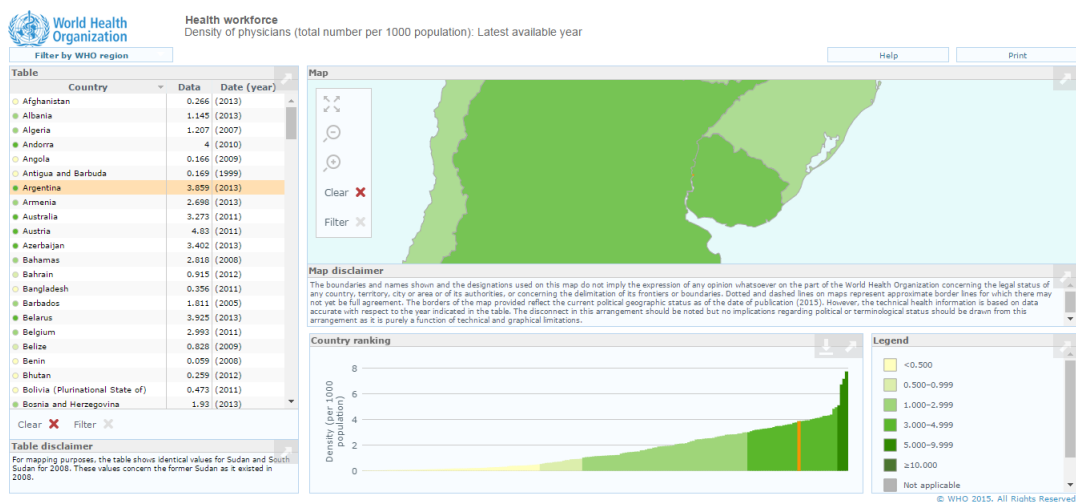 World Health
Organization
Health workforce
Density of physicians (total number per 1000 population): Latest available year
Filter by WHO region
Help
Print
Table
Country Data Date (year)
Afghanistan 0.266 (2013)
Albania 1.145 (2013)
Algeria 1.207 (2007)
Andorra 4 (2010)
Angola 0.166 (2009)
Antigua and Barbuda 0.169 (1999)
Argentina 3.859 (2013)
Armenia 2.698 (2013)
Australia 3.273 (2011)
Austria 4.83 (2011)
Azerbaijan 3.402 (2013)
Bahamas 2.818 (2008)
Bahrain 0.915 (2012)
Bangladesh 0.356 (2011)
Barbados 1.811 (2005)
Belarus 3.925 (2013)
Belgium 2.993 (2011)
Belize 0.828 (2009)
Benin 0.059 (2008)
Bhutan 0.259 (2012)
Bolivia (Plurinational State of) 0.473 (2011)
Bosnia and Herzegovina 1.93 (2013)
Clear Filter
Table disclaimer
For mapping purposes, the table shows identical values for Sudan and South
Sudan for 2008. These values concern the former Sudan as it existed in
2008.
Map
Clear
Filter
Map disclaimer
The boundaries and names shown and the designations used on this map do not imply the expression of any opinion whatsoever on the part of the World Health Organization concerning the legal status of
any country, territory, city or area or of its authorities, or concerning the delimitation of its frontiers or boundaries. Dotted and dashed lines on maps represent approximate border lines for which there may
not yet be full agreement. The borders of the map provided reflect the current political geographic status as of the date of publication (2015). However, the technical health information is based on data
accurate with respect to the year indicated in the table. The disconnect in this arrangement should be noted but no implications regarding political or terminological status should be drawn from this
arrangement as it is purely a function of technical and graphical limitations.
Country ranking
Density (per 1000
population)
8
6
4
2
0
Legend
<0.500
0.500–0.999
1.000–2.999
3.000–4.999
5.000–9.999
≥10.000
Not applicable
© WHO 2015. All Rights Reserved